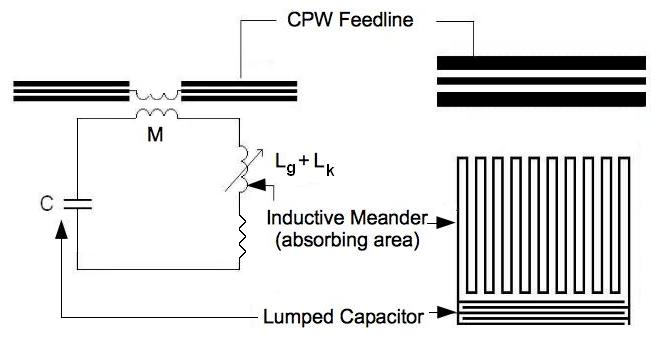 CPW Feedline
M
Lg + Lk
C
Inductive Meander
(absorbing area)
Lumped Capacitor